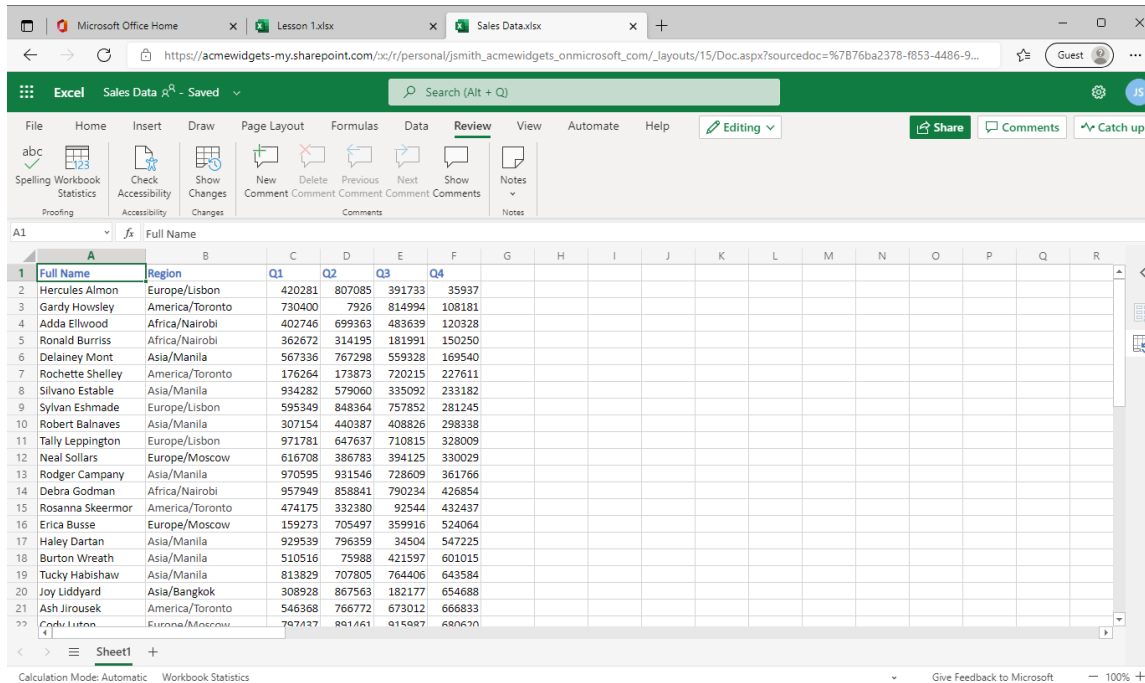 Microsoft Office Home Lesson 1.xlsx Sales Data.xlsx
https://acmewidgets-my.sharepoint.com/:x:/r/personal/jsmith_acmewidgets_onmicrosoft_com/_layouts/15/Doc.aspx?sourcedoc=%7B76ba2378-f853-4486-9... Guest
Excel Sales Data - Saved Search (Alt + Q) JS
File Home Insert Draw Page Layout Formulas Data Review View Automate Help Editing Share Comments Catch up
abc 123
Spelling Workbook Check Show New Delete Previous Next Show Notes
Statistics Accessibility Changes Comment Comment Comment Comment Comments
Proofing Accessibility Changes Comments Notes
A1 fx Full Name
A B C D E F G H I J K L M N O P Q R
1 Full Name Region Q1 Q2 Q3 Q4
2 Hercules Almon Europe/Lisbon 420281 807085 391733 35937
3 Gardy Howsley America/Toronto 730400 7926 814994 108181
4 Adda Ellwood Africa/Nairobi 402746 699363 483639 120328
5 Ronald Burriss Africa/Nairobi 362672 314195 181991 150250
6 Delainey Mont Asia/Manila 567336 767298 559328 169540
7 Rochette Shelley America/Toronto 176264 173873 720215 227611
8 Silvano Estable Asia/Manila 934282 579060 335092 233182
9 Sylvan Eshmade Europe/Lisbon 595349 848364 757852 281245
10 Robert Balnaves Asia/Manila 307154 440387 408826 298338
11 Tally Leppington Europe/Lisbon 971781 647637 710815 328009
12 Neal Sollars Europe/Moscow 616708 386783 394125 330029
13 Rodger Campany Asia/Manila 970595 931546 728609 361766
14 Debra Godman Africa/Nairobi 957949 858841 790234 426854
15 Rosanna Skeermor America/Toronto 474175 332380 92544 432437
16 Erica Busse Europe/Moscow 159273 705497 359916 524064
17 Haley Dartan Asia/Manila 929539 796359 34504 547225
18 Burton Wreath Asia/Manila 510516 75988 421597 601015
19 Tucky Habishaw Asia/Manila 813829 707805 764406 643584
20 Joy Liddyard Asia/Bangkok 308928 867563 182177 654688
21 Ash Jirousek America/Toronto 546368 766772 673012 666833
22 Cody Luton Europe/Moscow 797437 891461 915987 680620
Sheet1
Calculation Mode: Automatic Workbook Statistics Give Feedback to Microsoft 100%